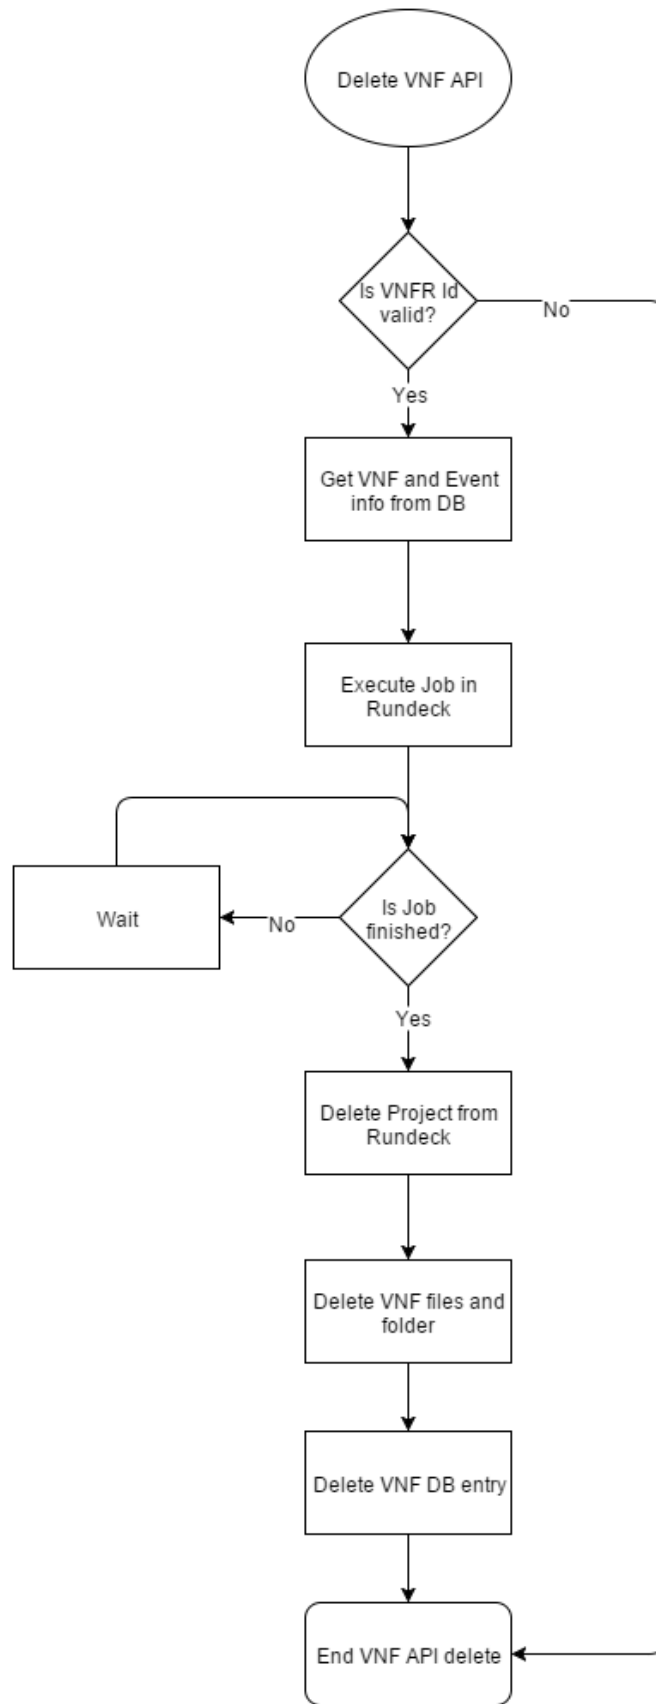 Delete VNF API
Is VNFR Id
valid?
No
Yes
Get VNF and Event
info from DB
Execute Job in
Rundeck
Wait
No
Is Job
finished?
Yes
Delete Project from
Rundeck
Delete VNF files and
folder
Delete VNF DB entry
End VNF API delete